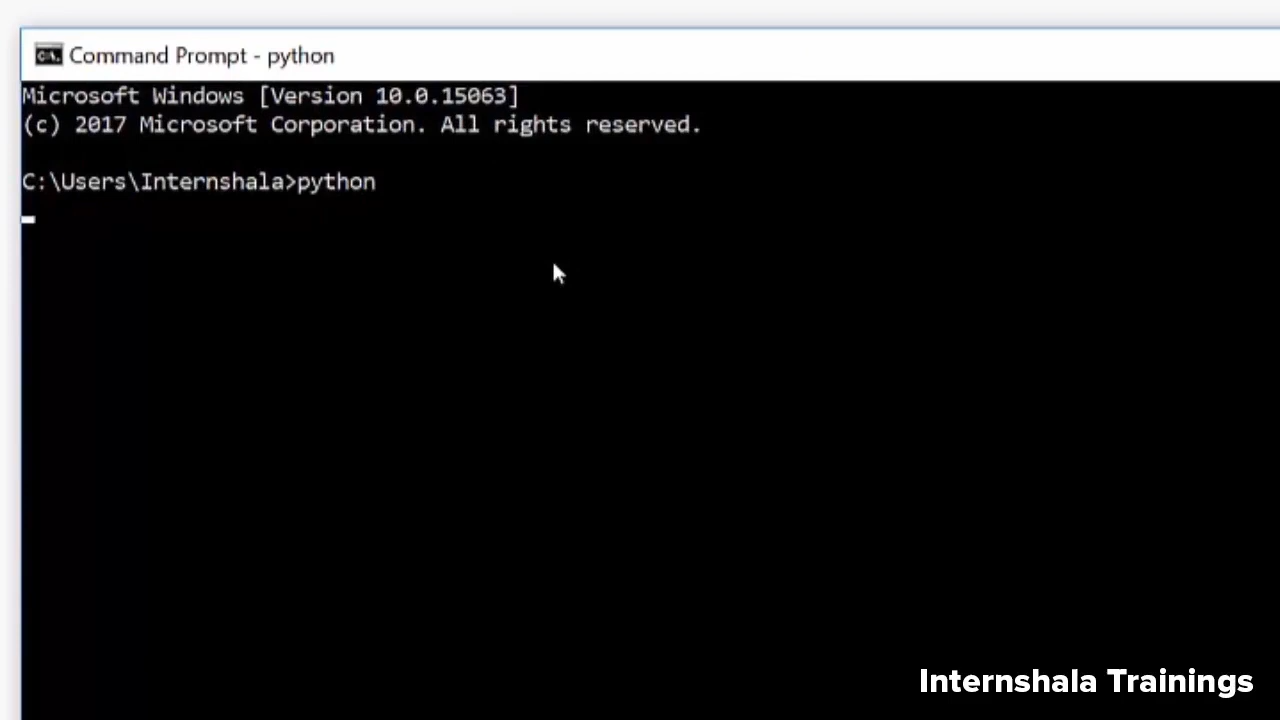 Command Prompt - python
Microsoft Windows [Version 10.0.15063]
(c) 2017 Microsoft Corporation. All rights reserved.
C:\Users\Internshala>python
Internshala Trainings